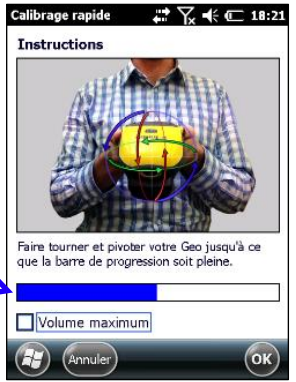 Calibrage rapide 18:21
Instructions
Faire tourner et pivoter votre Geo jusqu'à ce
que la barre de progression soit pleine.
Volume maximum
Annuler OK